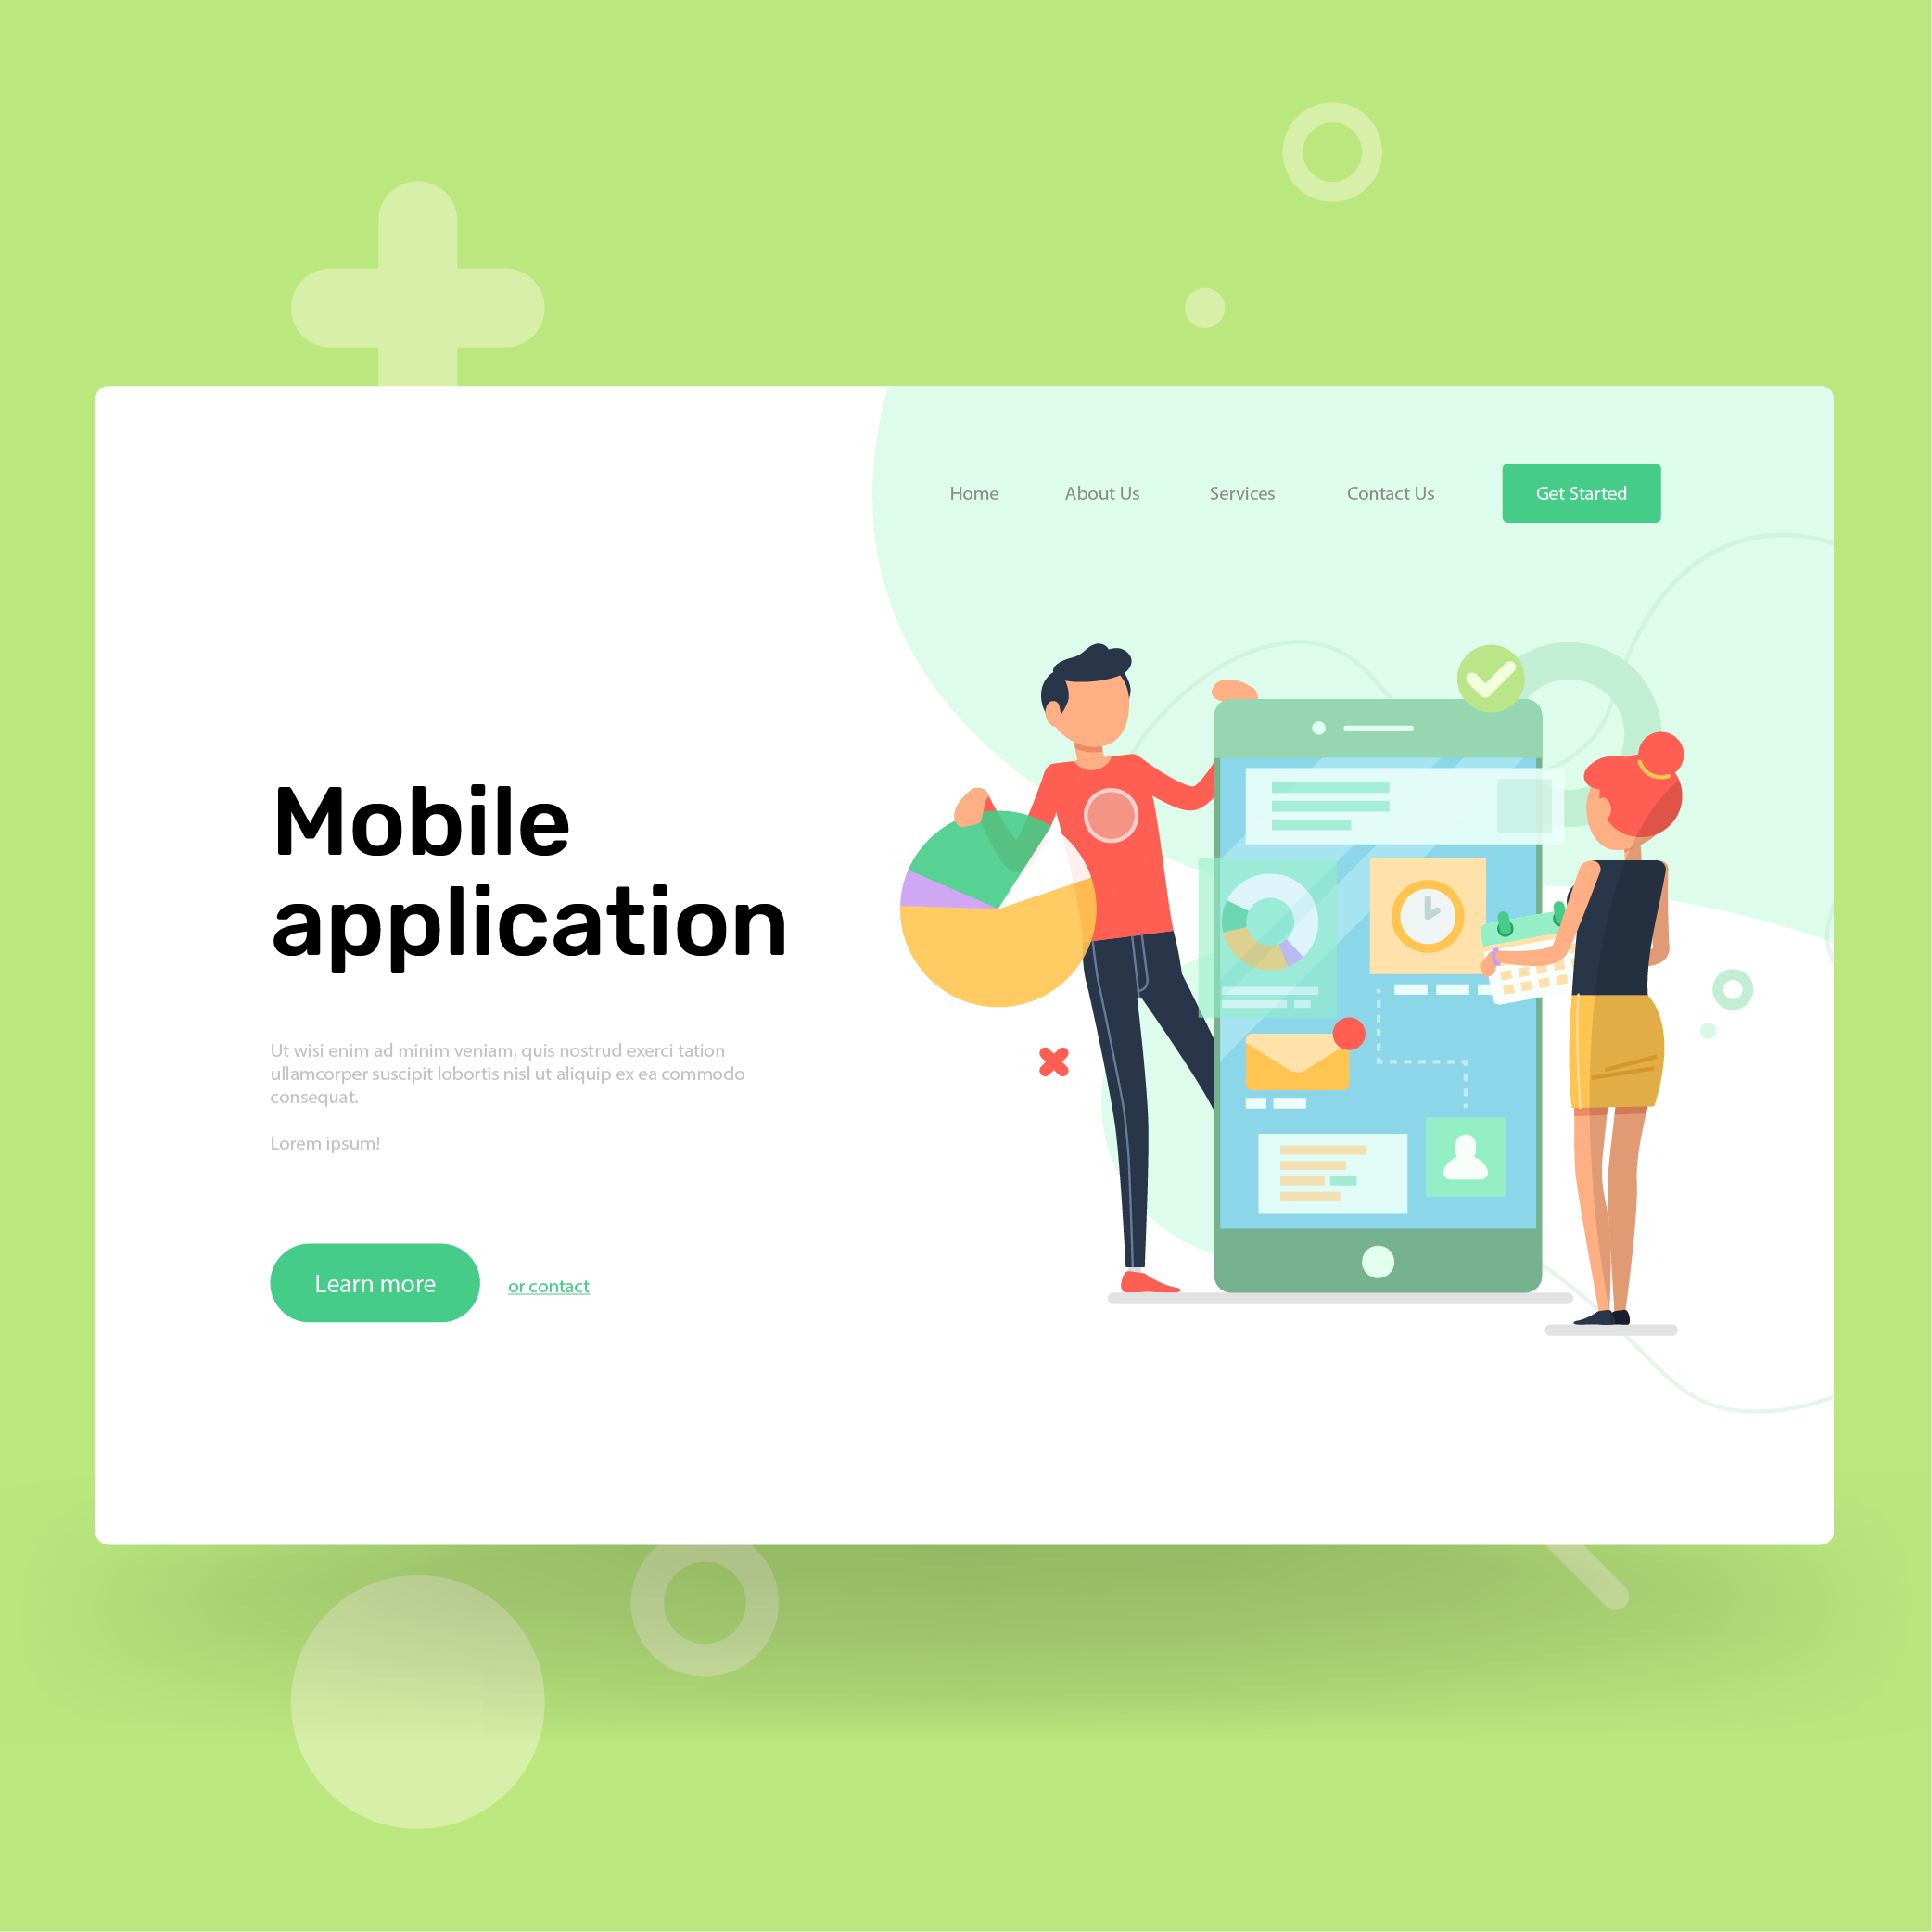 Home About Us Services Contact Us Get Started
Mobile
application
Ut wisi enim ad minim veniam, quis nostrud exerci tation
ullamcorper suscipit lobortis nisl ut aliquip ex ea commodo
consequat.
Lorem ipsum!
Learn more or contact